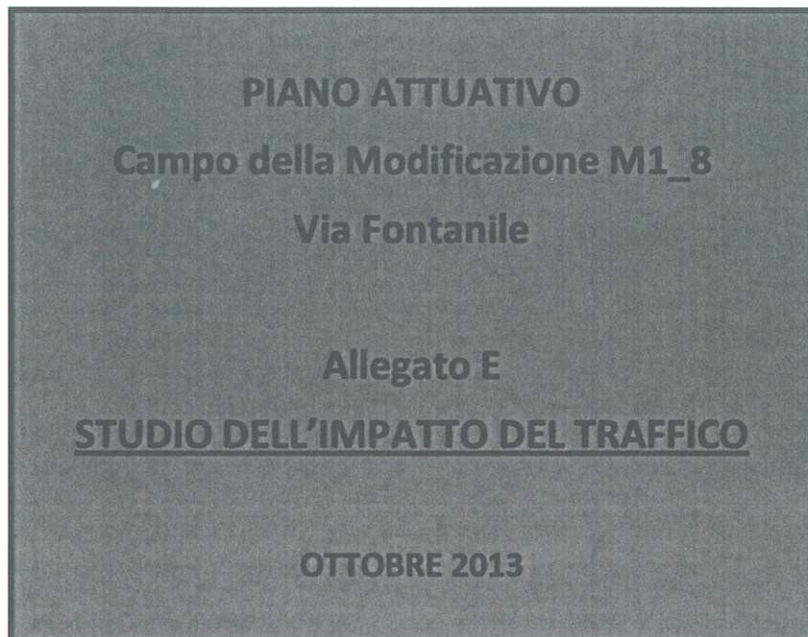 PIANO ATTUATIVO
Campo della Modificazione M1_8
Via Fontanile
Allegato E
STUDIO DELL'IMPATTO DEL TRAFFICO
OTTOBRE 2013